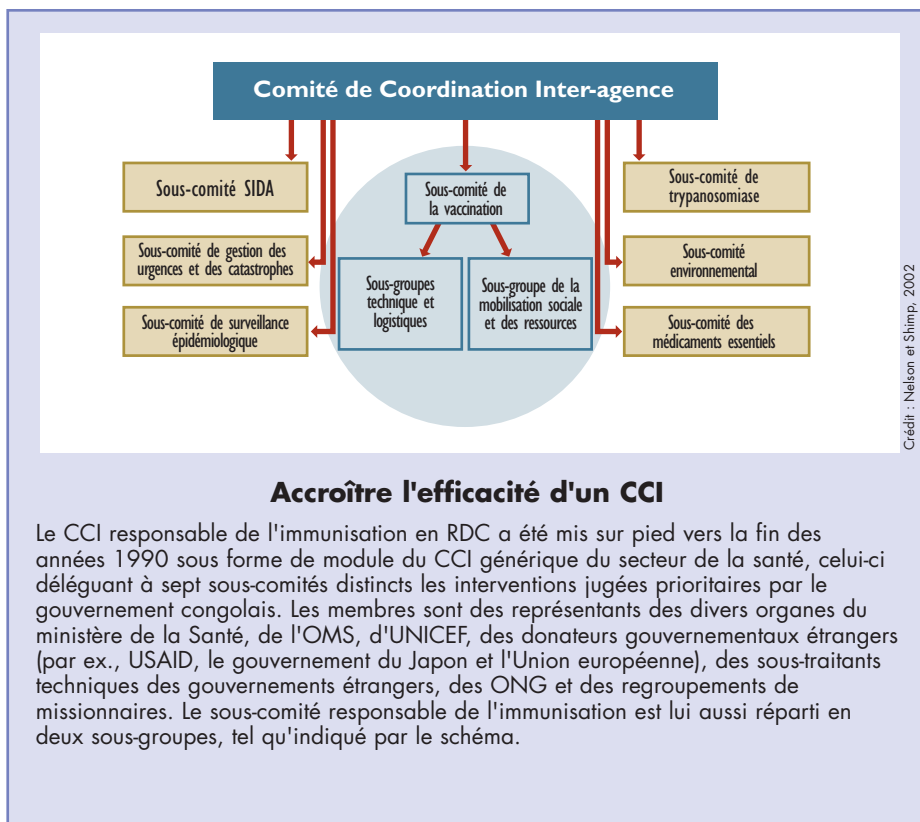 Comité de Coordination Inter-agence
Sous-comité SIDA
Sous-comité de gestion des
urgences et des catastrophes
Sous-comité de surveillance
épidémiologique
Sous-comité de
la vaccination
Sous-groupes
technique et
logistiques
Sous-groupe de la
mobilisation sociale
et des ressources
Sous-comité de
trypanosomiase
Sous-comité
environnemental
Sous-comité des
médicaments essentiels
Crédit : Nelson et Shimp, 2002
Accroître l'efficacité d'un CCI
Le CCI responsable de l'immunisation en RDC a été mis sur pied vers la fin des
années 1990 sous forme de module du CCI générique du secteur de la santé, celui-ci
déléguant à sept sous-comités distincts les interventions jugées prioritaires par le
gouvernement congolais. Les membres sont des représentants des divers organes du
ministère de la Santé, de l'OMS, d'UNICEF, des donateurs gouvernementaux étrangers
(par ex., USAID, le gouvernement du Japon et l'Union européenne), des sous-traitants
techniques des gouvernements étrangers, des ONG et des regroupements de
missionnaires. Le sous-comité responsable de l'immunisation est lui aussi réparti en
deux sous-groupes, tel qu'indiqué par le schéma.